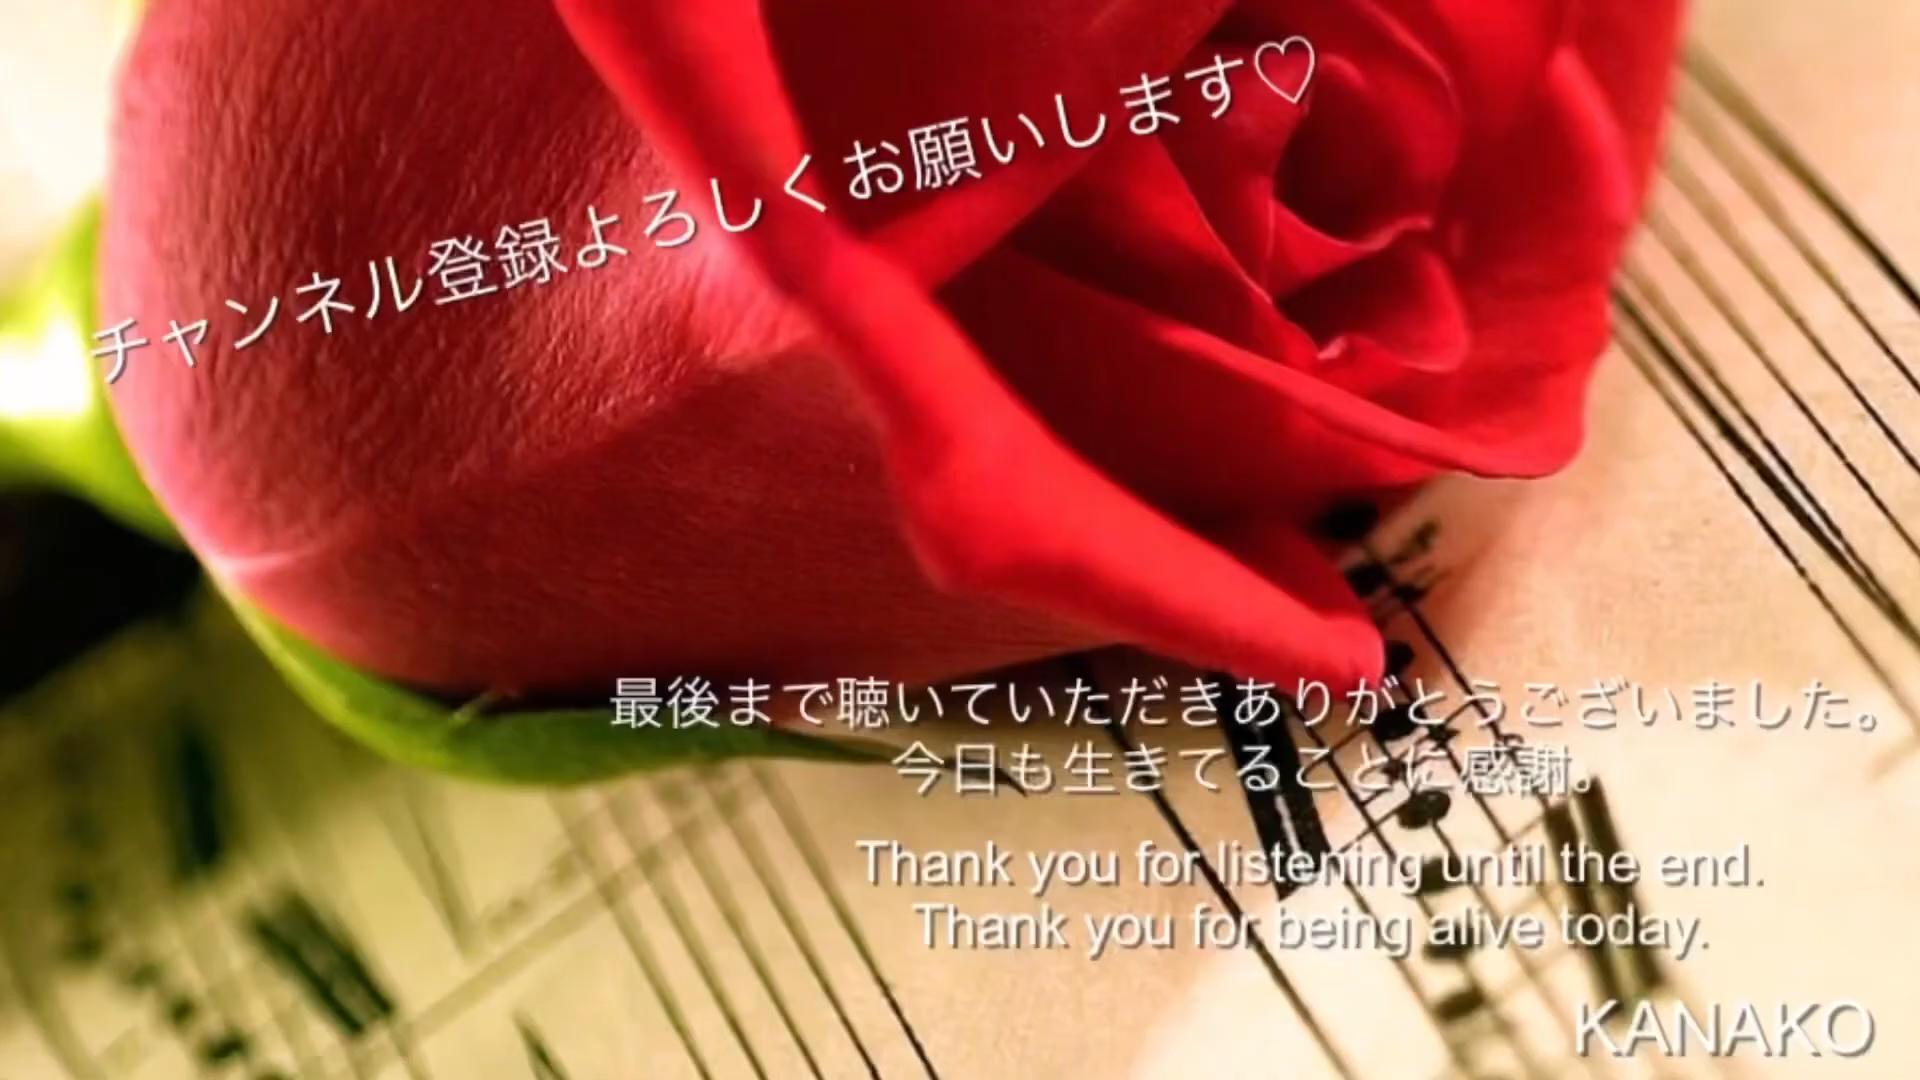 チャンネル登録よろしくお願いします♡
最後まで聴いていただきありがとうございました。
今日も生きてることに感謝。
Thank you for listening until the end.
Thank you for being alive today.
KANAKO